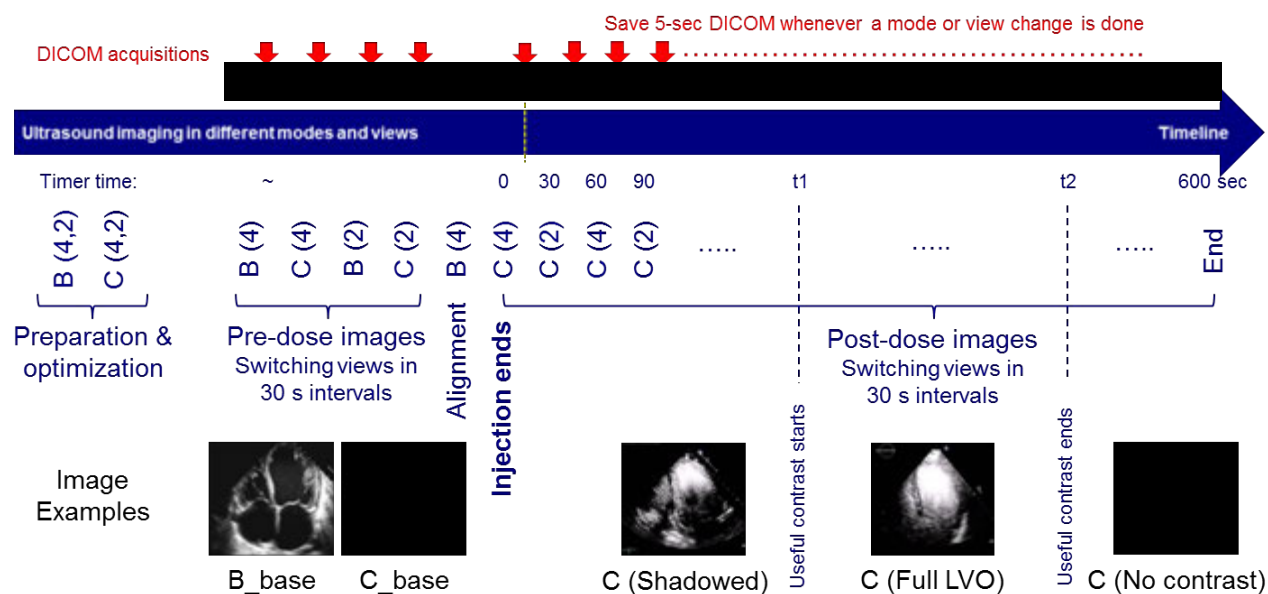 Save 5-sec DICOM whenever a mode or view change is done
DICOM acquisitions
Ultrasound imaging in different modes and views
Timeline
Timer time:
~
0
30
60
90
t1
t2
600 sec
B (4,2)
C (4,2)
B (4)
C (4)
B (2)
C (2)
B (4)
C (4)
C (2)
C (4)
C (2)
.....
.....
.....
End
Preparation &
optimization
Pre-dose images
Switching views in
30 s intervals
Alignment
Injection ends
Post-dose images
Switching views in
30 s intervals
Useful contrast starts
Useful contrast ends
Image
Examples
B_base
C_base
C (Shadowed)
C (Full LVO)
C (No contrast)